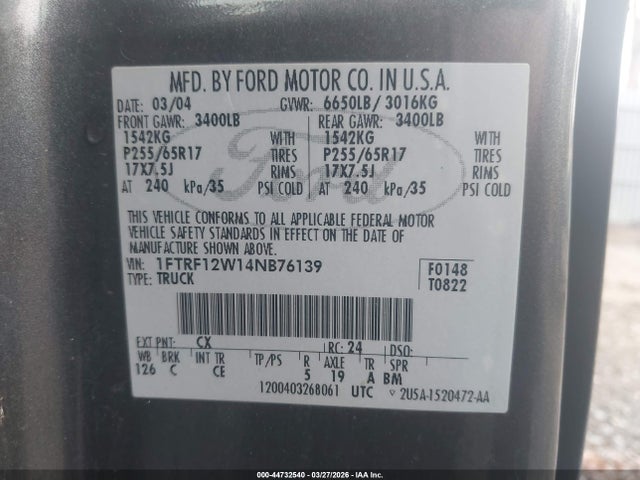 MFD. BY FORD MOTOR CO. IN U.S.A.
DATE: 03/04 GVWR: 6650LB/ 3016KG
FRONT GAWR: 3400LB REAR GAWR: 3400LB
1542KG WITH 1542KG WITH
P255/65R17 TIRES P255/65R17 TIRES
17X7.5J RIMS 17X7.5J RIMS
AT 240 kPa/35 PSI COLD AT 240 kPa/35 PSI COLD
Ford
THIS VEHICLE CONFORMS TO ALL APPLICABLE FEDERAL MOTOR
VEHICLE SAFETY STANDARDS IN EFFECT ON THE DATE OF
MANUFACTURE SHOWN ABOVE.
VIN: 1FTRF12W14NB76139 F0148
TYPE: TRUCK T0822
EXT PNT: CX RC: 24 DSO:
WB BRK INT TR TP/PS R AXLE TR SPR
126 C CE 5 19 A BM
1200403268061 UTC 2USA-1520472-AA
000-44732540 | 03/27/2026 | IAA Inc.